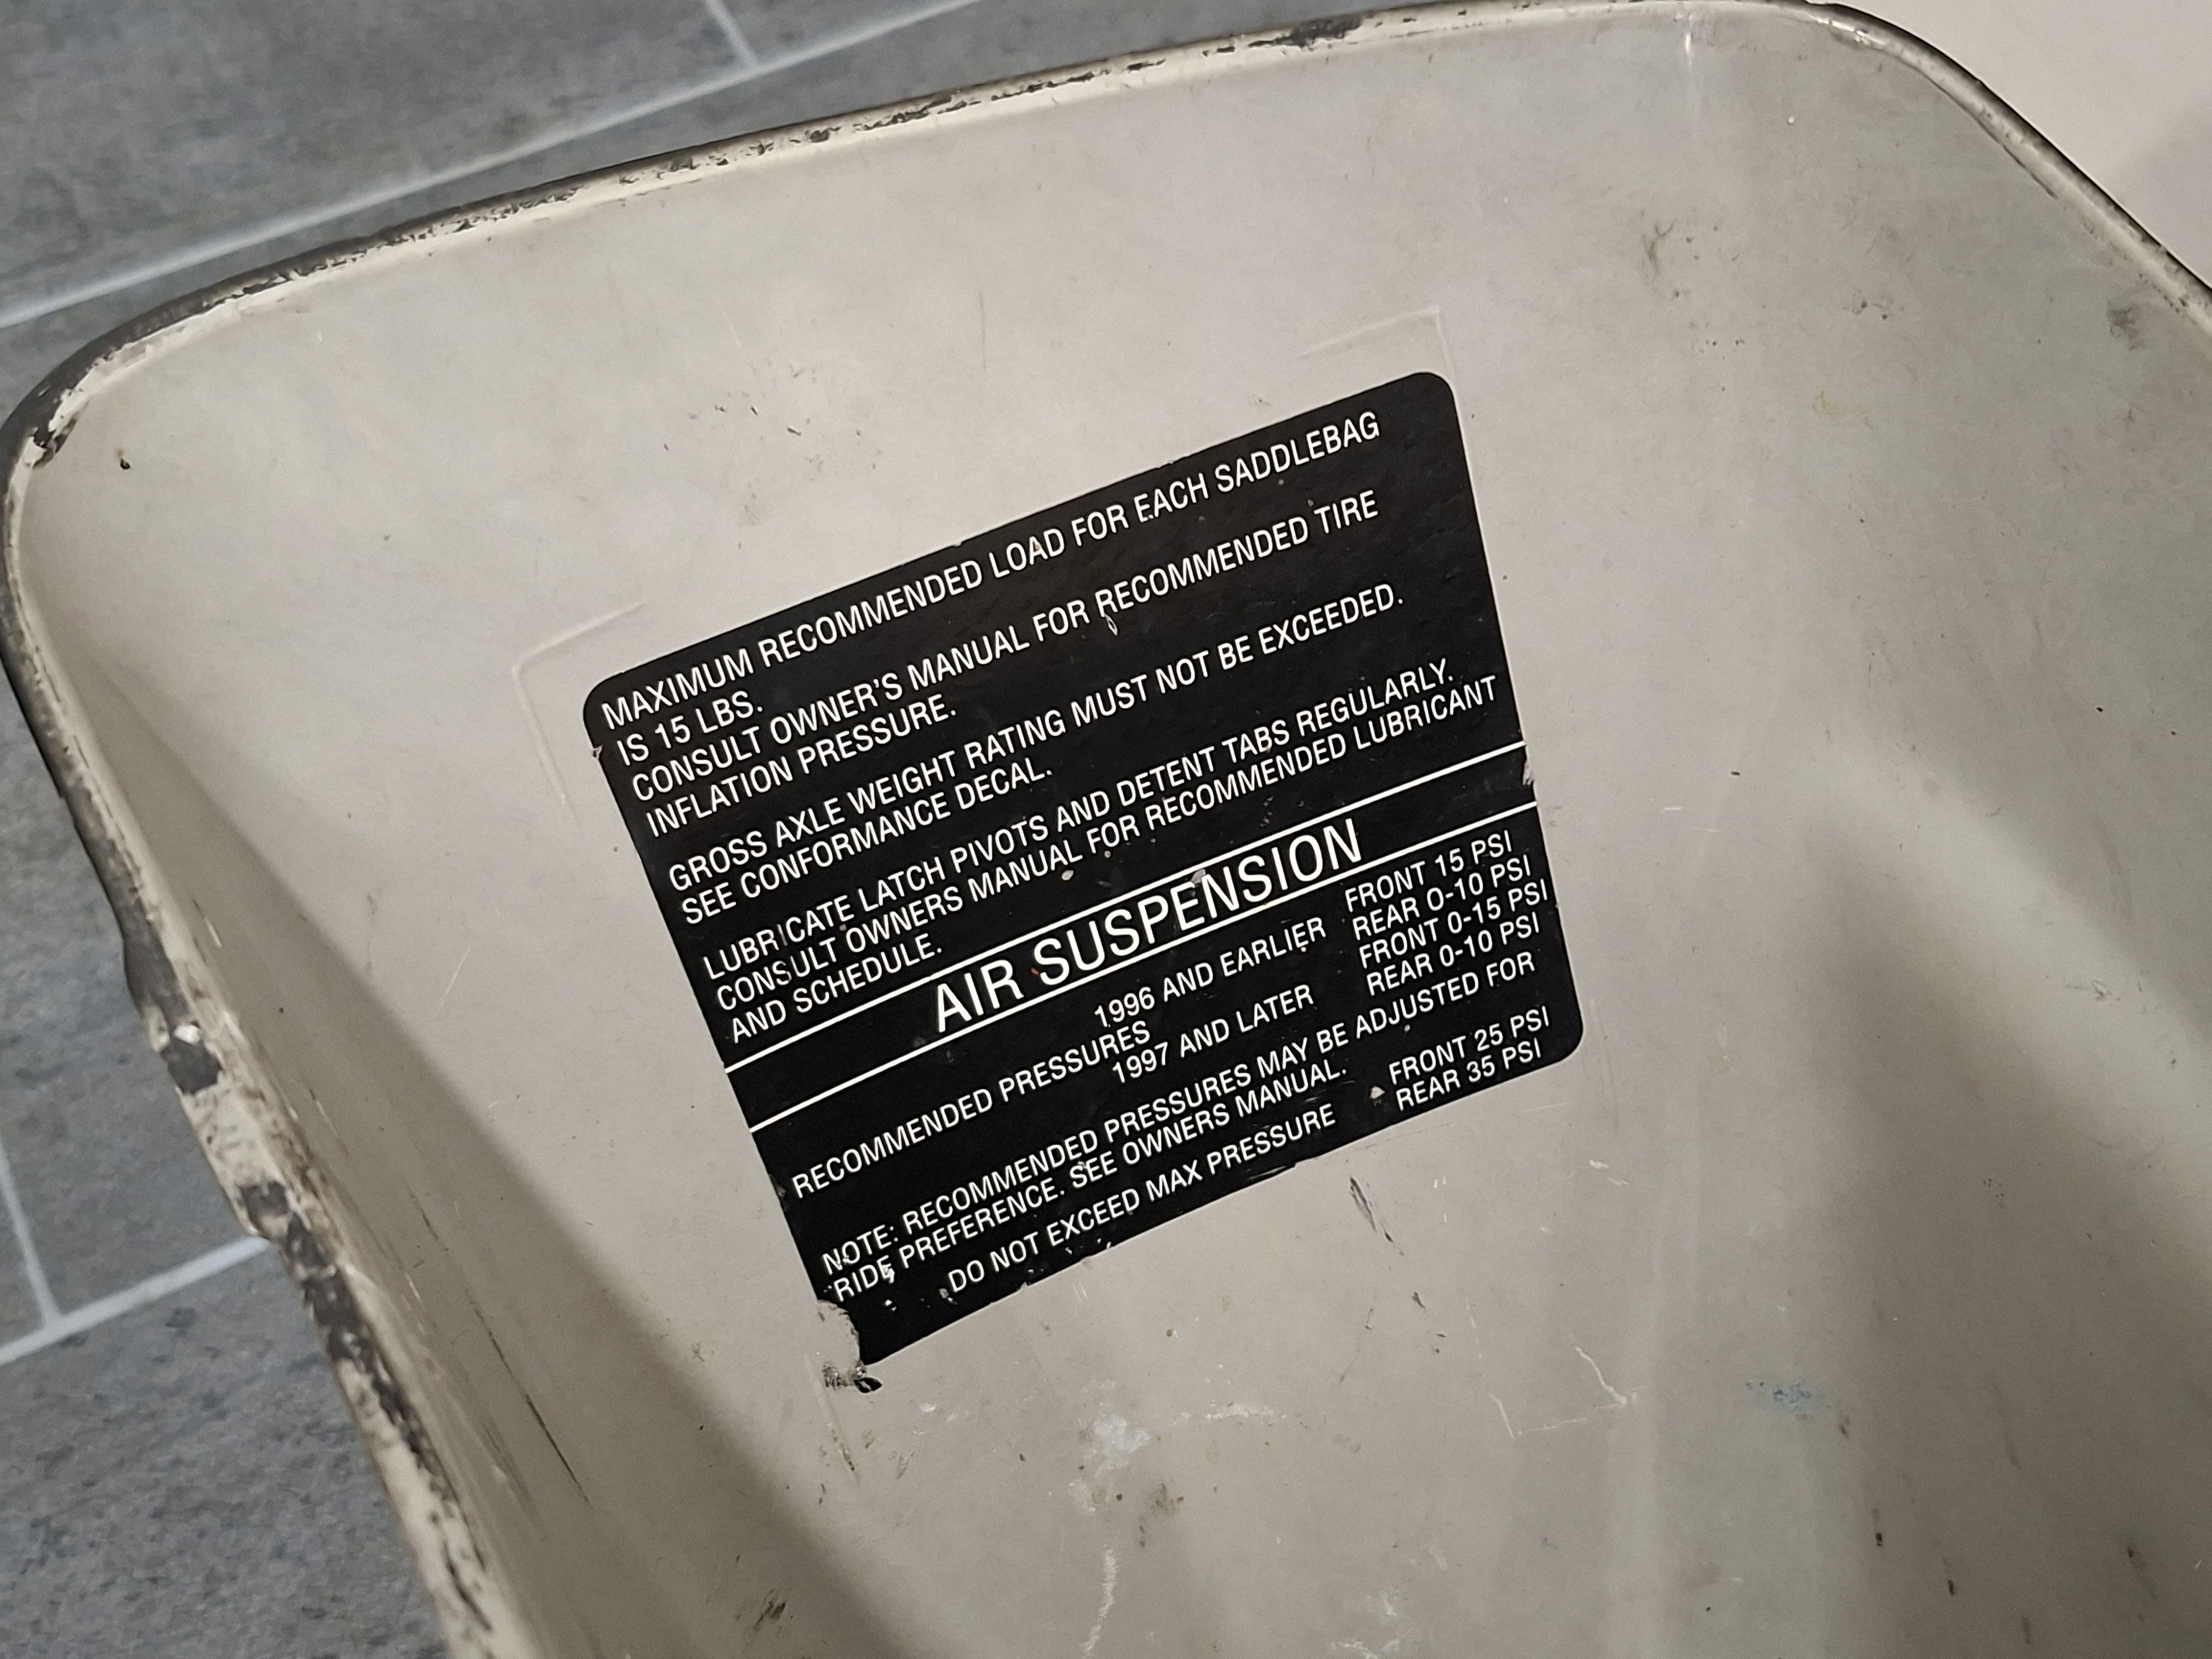 MAXIMUM RECOMMENDED LOAD FOR EACH SADDLEBAG
IS 15 LBS.
CONSULT OWNER'S MANUAL FOR RECOMMENDED TIRE
INFLATION PRESSURE.
GROSS AXLE WEIGHT RATING MUST NOT BE EXCEEDED.
SEE CONFORMANCE DECAL.
LUBRICATE LATCH PIVOTS AND DETENT TABS REGULARLY.
CONSULT OWNERS MANUAL FOR RECOMMENDED LUBRICANT
AND SCHEDULE.
AIR SUSPENSION
1996 AND EARLIER FRONT 15 PSI
REAR 0-10 PSI
RECOMMENDED PRESSURES
1997 AND LATER FRONT 0-15 PSI
REAR 0-10 PSI
NOTE: RECOMMENDED PRESSURES MAY BE ADJUSTED FOR
RIDE PREFERENCE. SEE OWNERS MANUAL.
DO NOT EXCEED MAX PRESSURE FRONT 25 PSI
REAR 35 PSI